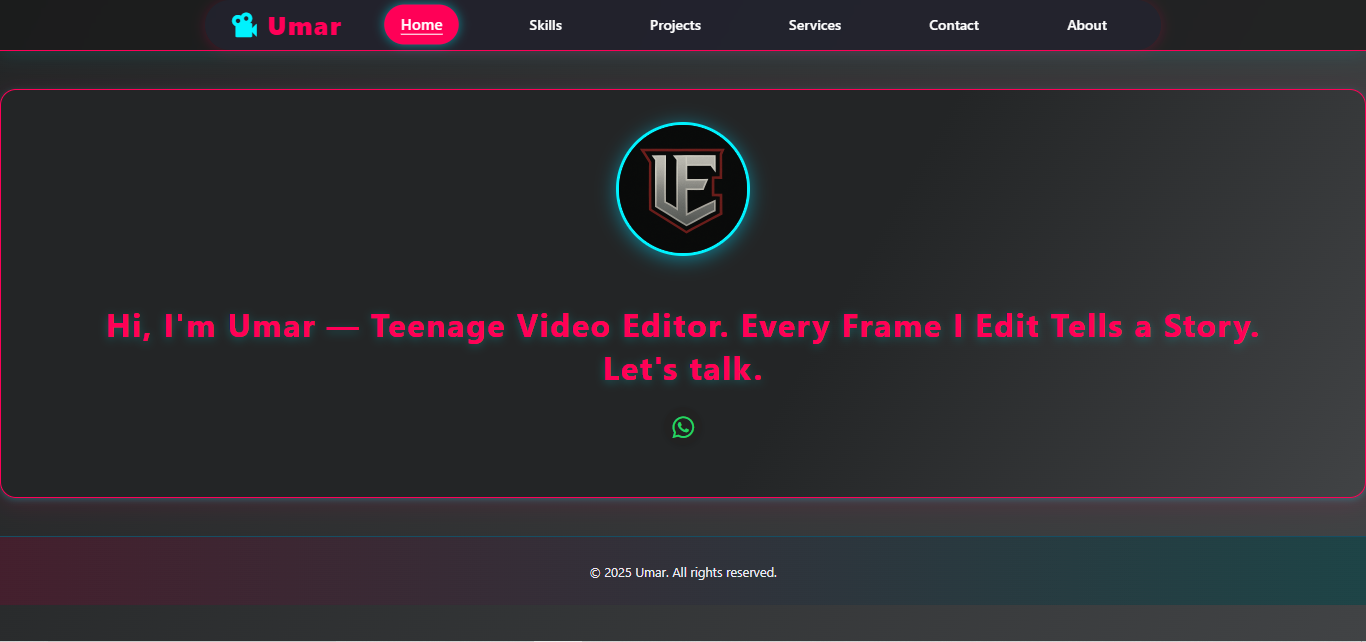 Umar
Home
Skills
Projects
Services
Contact
About
UE
Hi, I'm Umar — Teenage Video Editor. Every Frame I Edit Tells a Story.
Let's talk.
© 2025 Umar. All rights reserved.